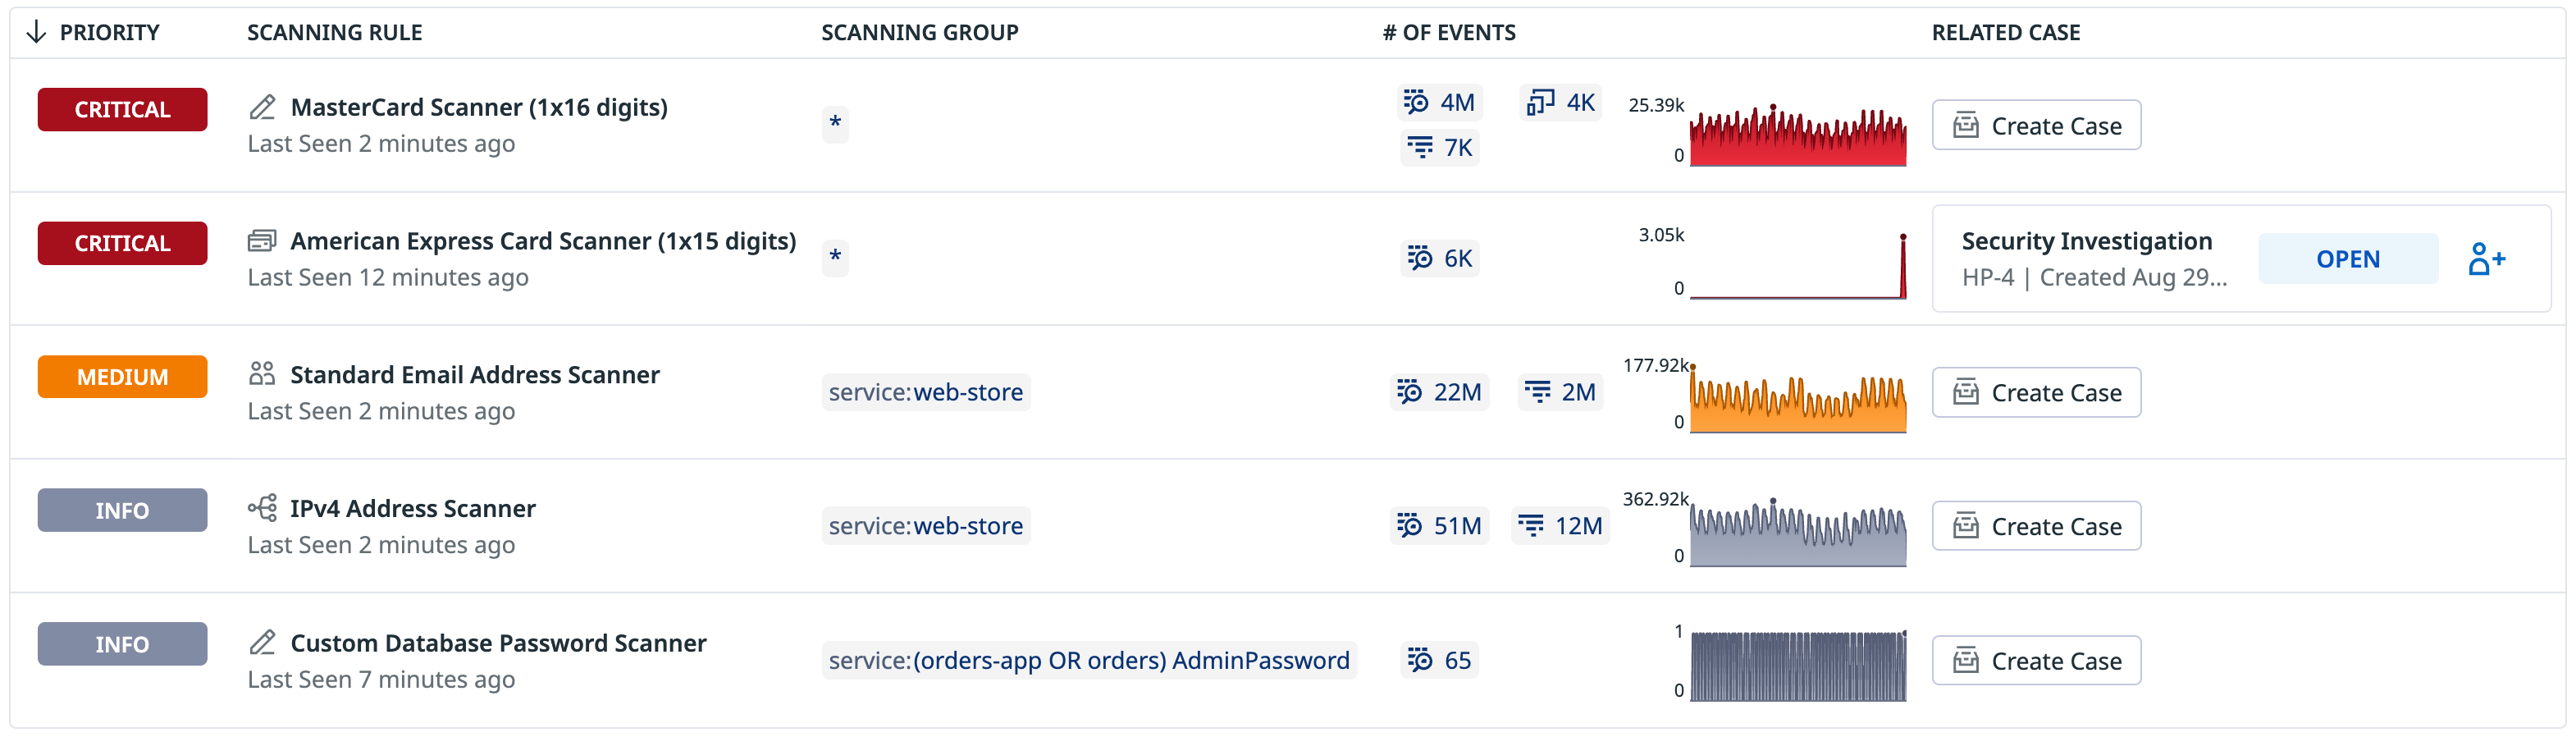 PRIORITY SCANNING RULE SCANNING GROUP # OF EVENTS RELATED CASE
CRITICAL
MasterCard Scanner (1x16 digits)
Last Seen 2 minutes ago
*
4M 4K
7K
25.39k
0
Create Case
CRITICAL
American Express Card Scanner (1x15 digits)
Last Seen 12 minutes ago
*
6K
3.05k
0
Security Investigation
HP-4 | Created Aug 29...
OPEN
MEDIUM
Standard Email Address Scanner
Last Seen 2 minutes ago
service:web-store
22M 2M
177.92k
0
Create Case
INFO
IPv4 Address Scanner
Last Seen 2 minutes ago
service:web-store
51M 12M
362.92k
0
Create Case
INFO
Custom Database Password Scanner
Last Seen 7 minutes ago
service:(orders-app OR orders) AdminPassword
65
1
0
Create Case